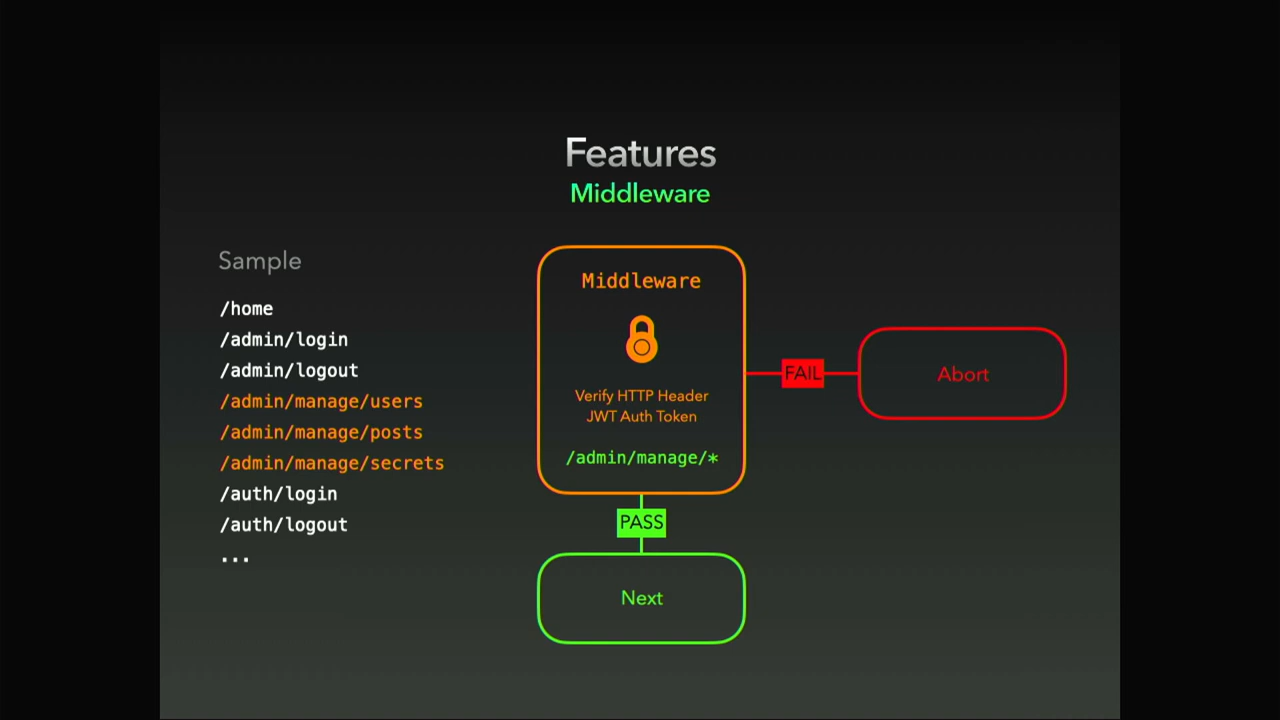 Features
Middleware
Sample
/home
/admin/login
/admin/logout
/admin/manage/users
/admin/manage/posts
/admin/manage/secrets
/auth/login
/auth/logout
...
Middleware
Verify HTTP Header
JWT Auth Token
/admin/manage/*
FAIL
Abort
PASS
Next